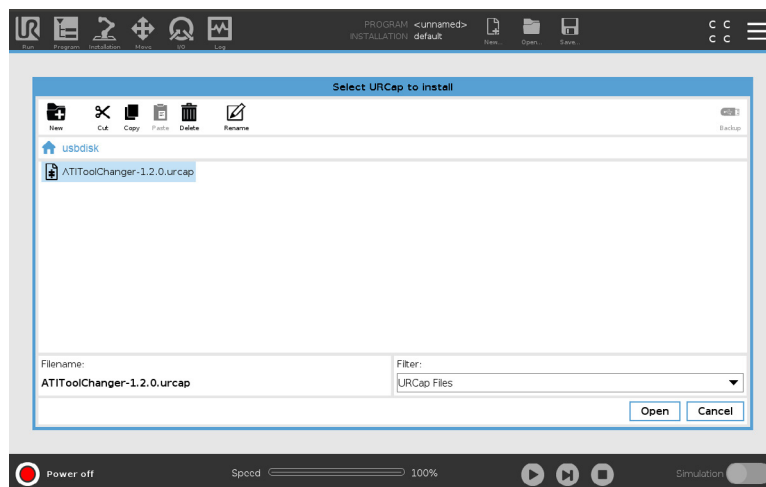 UR
PROGRAM <unnamed>
INSTALLATION default
Run Program Installation Move I/O Log New... Open... Save...
C C
C C
Select URCap to install
New Cut Copy Paste Delete Rename Backup
usbdisk
ATIToolChanger-1.2.0.urcap
Filename: Filter:
ATIToolChanger-1.2.0.urcap URCap Files
Open Cancel
Power off Speed 100% Simulation